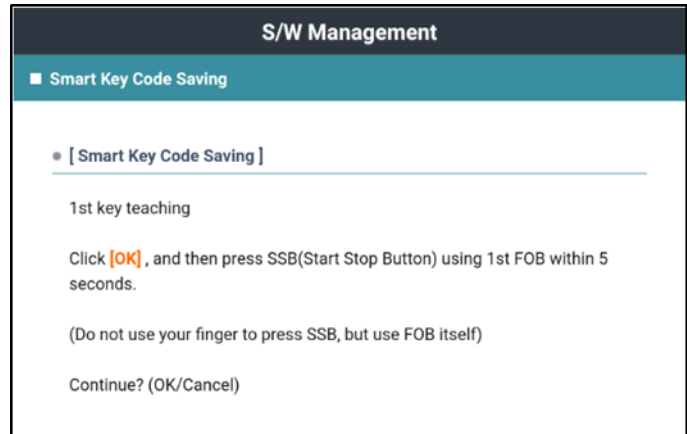 S/W Management
Smart Key Code Saving
[ Smart Key Code Saving ]
1st key teaching
Click [OK] , and then press SSB(Start Stop Button) using 1st FOB within 5
seconds.
(Do not use your finger to press SSB, but use FOB itself)
Continue? (OK/Cancel)